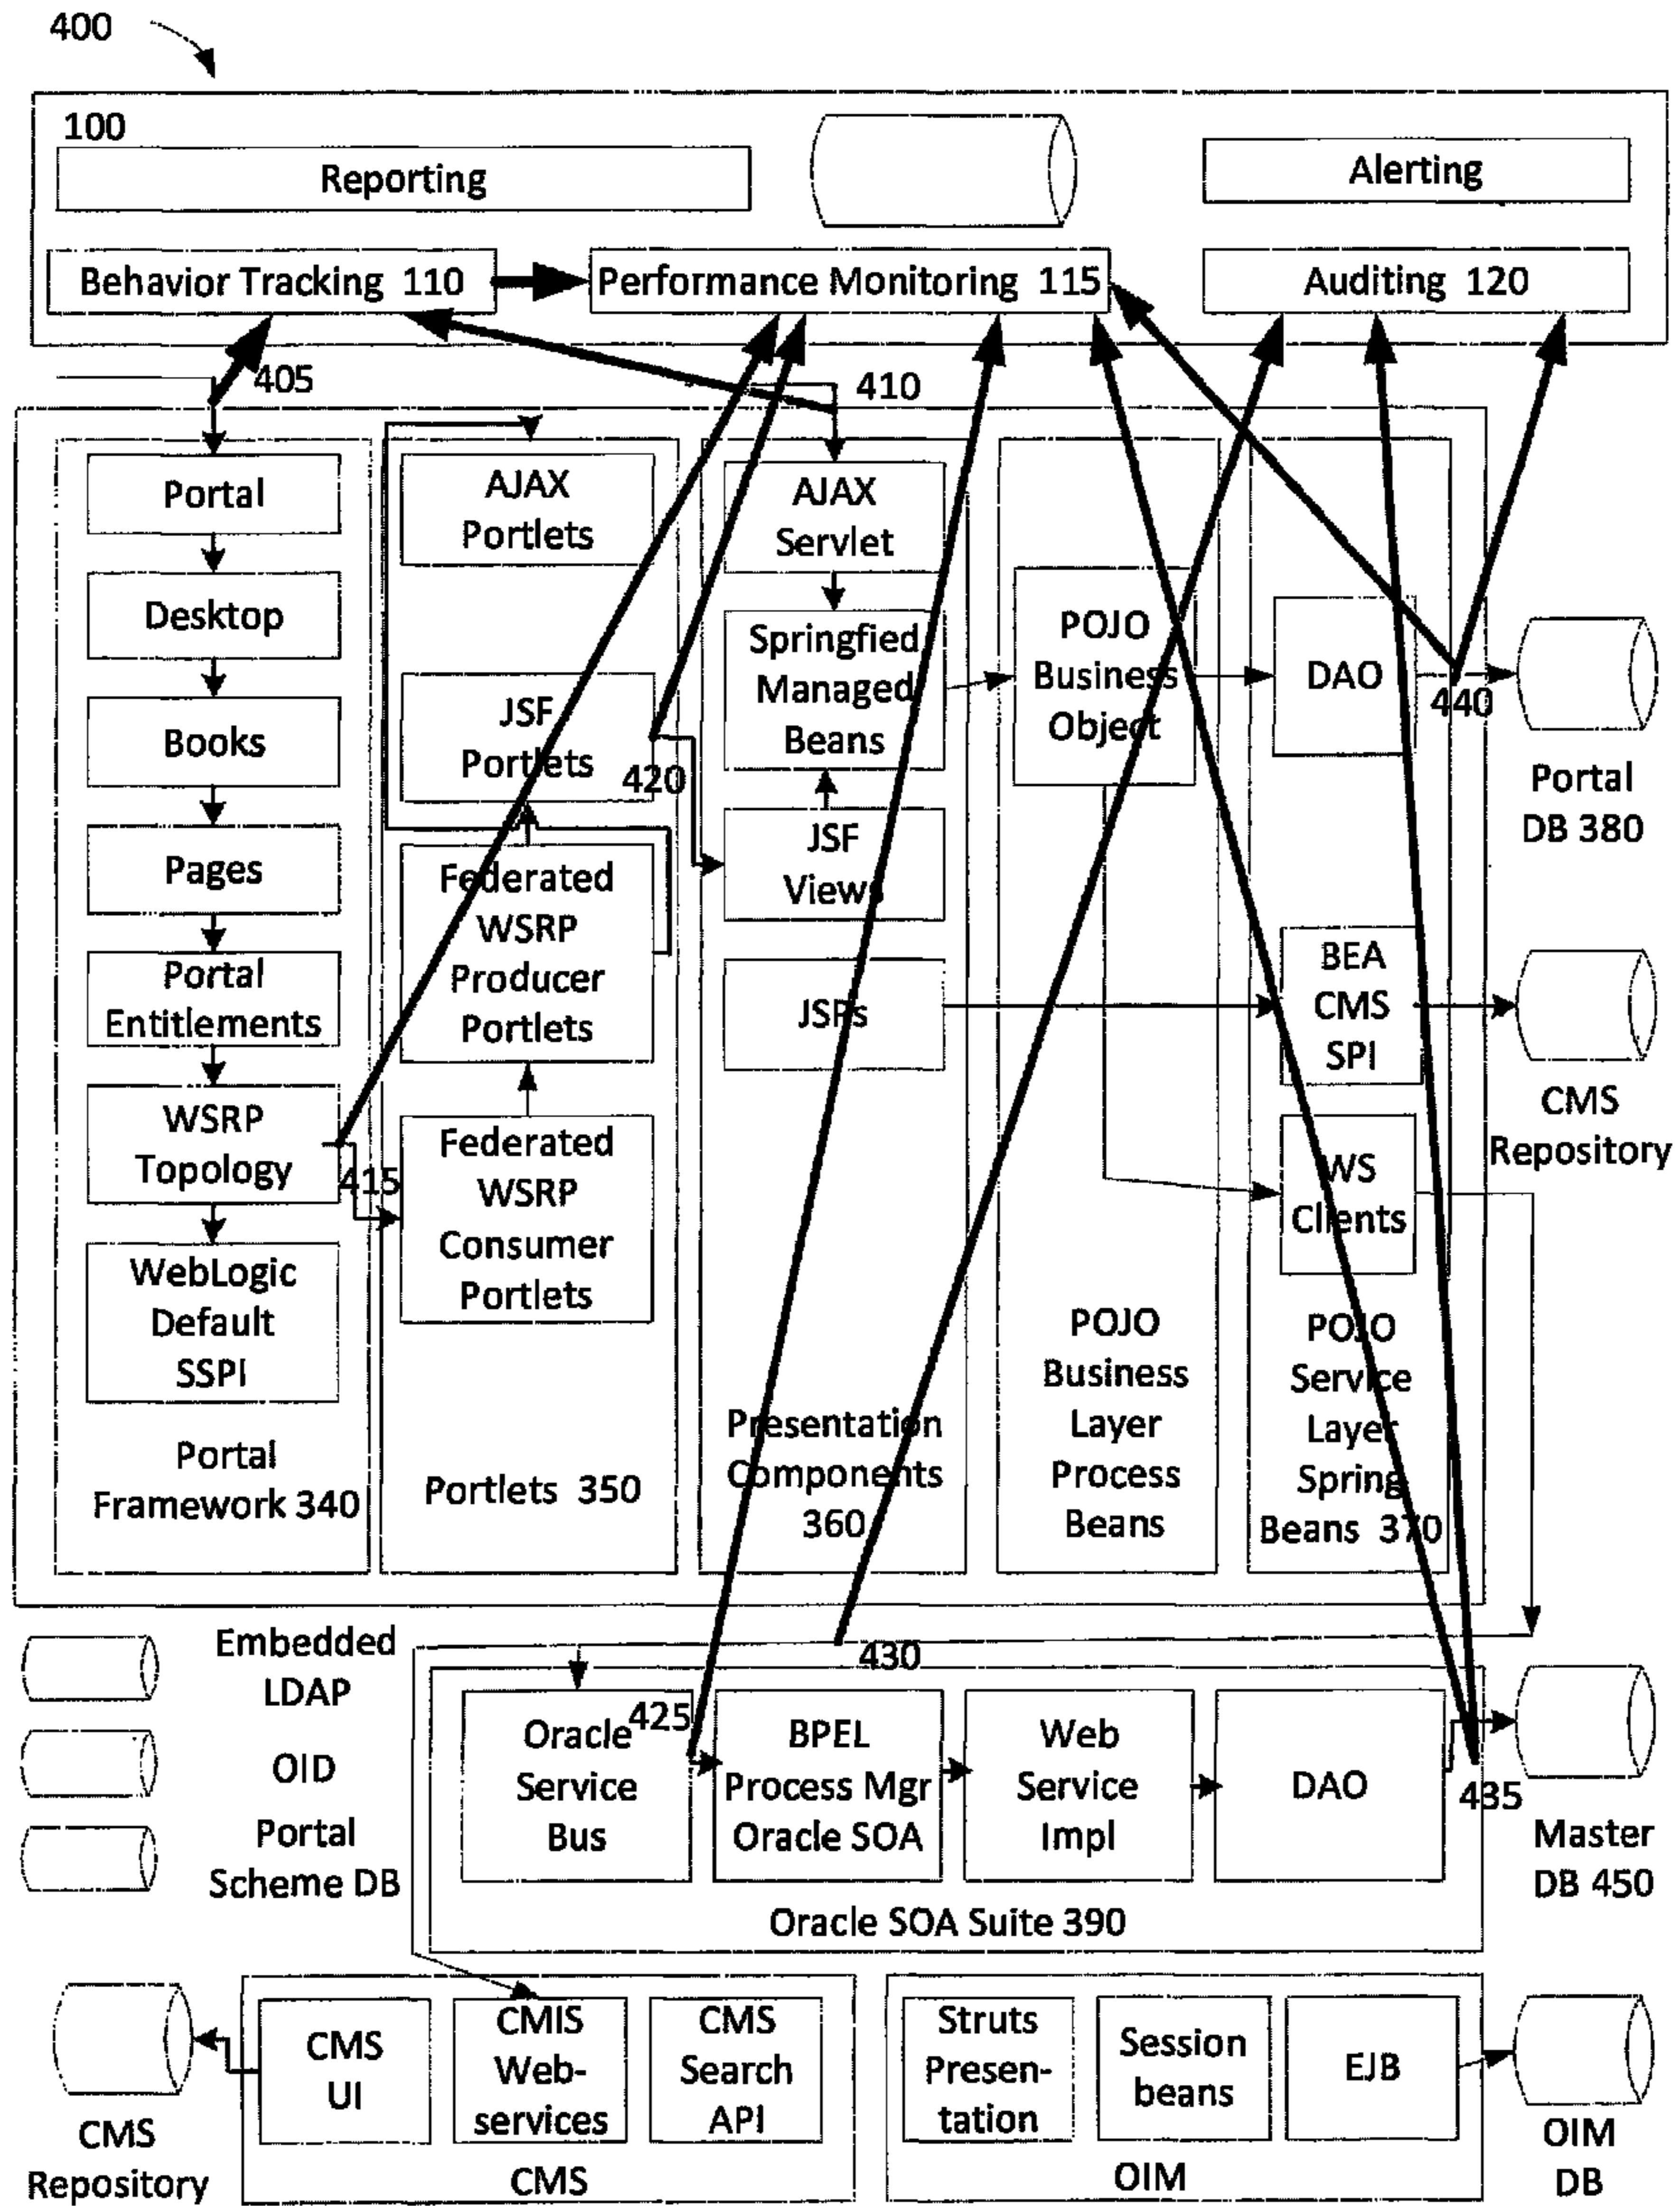 400
100
Reporting
Alerting
Behavior Tracking 110
Performance Monitoring 115
Auditing 120
405
410
Portal
Desktop
Books
Pages
Portal
Entitlements
WSRP
Topology
415
WebLogic
Default
SSPI
Portal
Framework 340
AJAX
Portlets
JSF
Portlets
420
Federated
WSRP
Producer
Portlets
Federated
WSRP
Consumer
Portlets
Portlets 350
AJAX
Servlet
Springfied
Managed
Beans
JSF
Views
JSPs
Presentation
Components
360
POJO
Business
Object
POJO
Business
Layer
Process
Beans
DAO
440
BEA
CMS
SPI
WS
Clients
POJO
Service
Layer
Spring
Beans 370
Portal
DB 380
CMS
Repository
Embedded
LDAP
OID
Portal
Scheme DB
430
425
Oracle
Service
Bus
BPEL
Process Mgr
Oracle SOA
Web
Service
Impl
DAO
435
Oracle SOA Suite 390
Master
DB 450
CMS
Repository
CMS
UI
CMIS
Web-
services
CMS
Search
API
CMS
Struts
Presen-
tation
Session
beans
EJB
OIM
OIM
DB